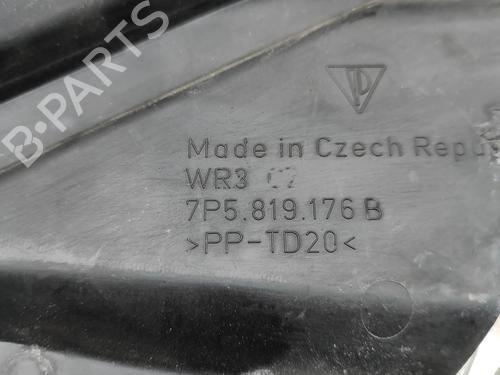 B-PARTS
Made in Czech Repu
WR3
7P5.819.176 B
>PP-TD20<